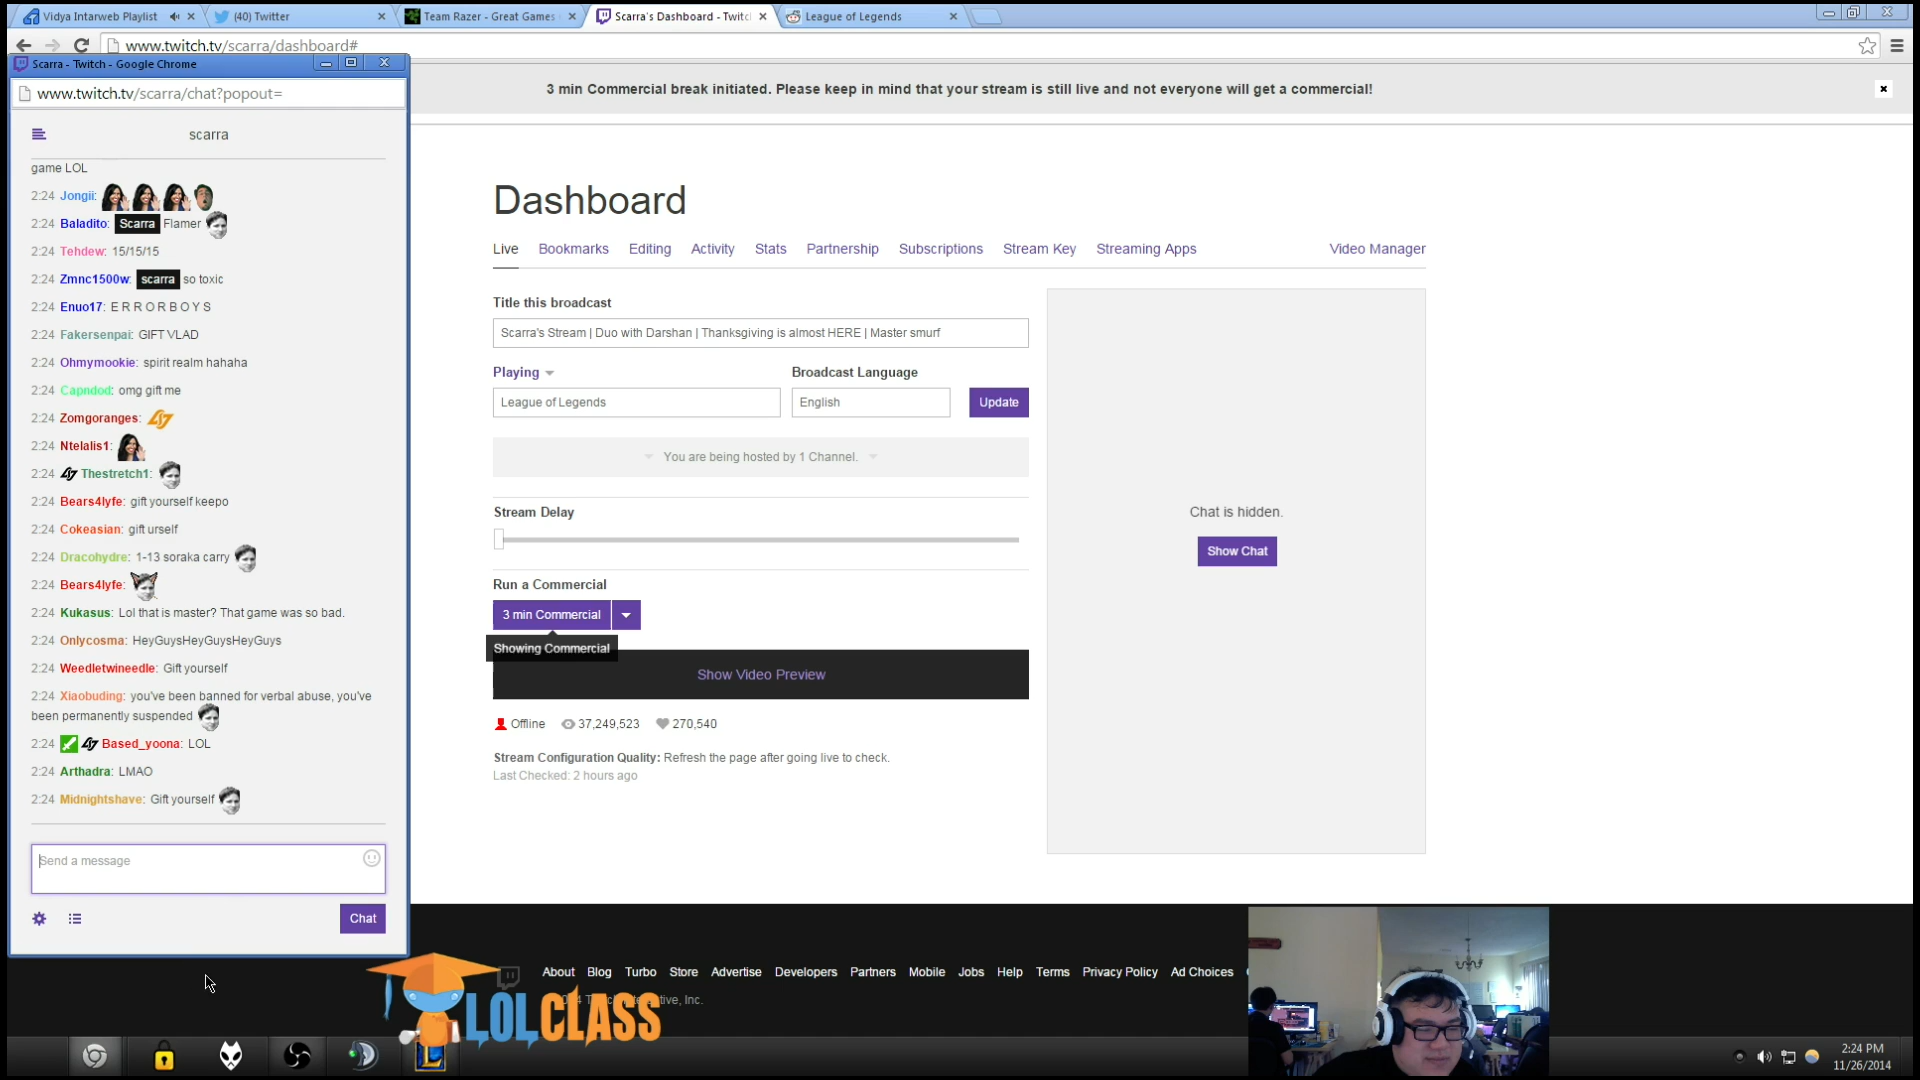 Vidya Intarweb Playlist
(40) Twitter
Team Razer - Great Games
Scarra's Dashboard - Twitc
League of Legends
www.twitch.tv/scarra/dashboard#
Scarra - Twitch - Google Chrome
www.twitch.tv/scarra/chat?popout=
3 min Commercial break initiated. Please keep in mind that your stream is still live and not everyone will get a commercial!
scarra
game LOL
2:24 Jongii:
2:24 Baladito: Scarra Flamer
2:24 Tehdew: 15/15/15
2:24 Zmnc1500w: scarra so toxic
2:24 Enuo17: E R R O R B O Y S
2:24 Fakersenpai: GIFT VLAD
2:24 Ohmymookie: spirit realm hahaha
2:24 Capndod: omg gift me
2:24 Zomgoranges:
2:24 Ntelalis1:
2:24 Thestretch1:
2:24 Bears4lyfe: gift yourself keepo
2:24 Cokeasian: gift urself
2:24 Dracohydre: 1-13 soraka carry
2:24 Bears4lyfe:
2:24 Kukasus: Lol that is master? That game was so bad.
2:24 Onlycosma: HeyGuysHeyGuysHeyGuys
2:24 Weedletwineedle: Gift yourself
2:24 Xiaobuding: you've been banned for verbal abuse, you've
been permanently suspended
2:24 Based_yoona: LOL
2:24 Arthadra: LMAO
2:24 Midnightshave: Gift yourself
Send a message
Chat
Dashboard
Live Bookmarks Editing Activity Stats Partnership Subscriptions Stream Key Streaming Apps Video Manager
Title this broadcast
Scarra's Stream | Duo with Darshan | Thanksgiving is almost HERE | Master smurf
Playing
Broadcast Language
League of Legends
English
Update
You are being hosted by 1 Channel.
Stream Delay
Run a Commercial
3 min Commercial
Showing Commercial
Show Video Preview
Offline 37,249,523 270,540
Stream Configuration Quality: Refresh the page after going live to check.
Last Checked: 2 hours ago
Chat is hidden.
Show Chat
About Blog Turbo Store Advertise Developers Partners Mobile Jobs Help Terms Privacy Policy Ad Choices
Inc.
LOLCLASS
2:24 PM
11/26/2014